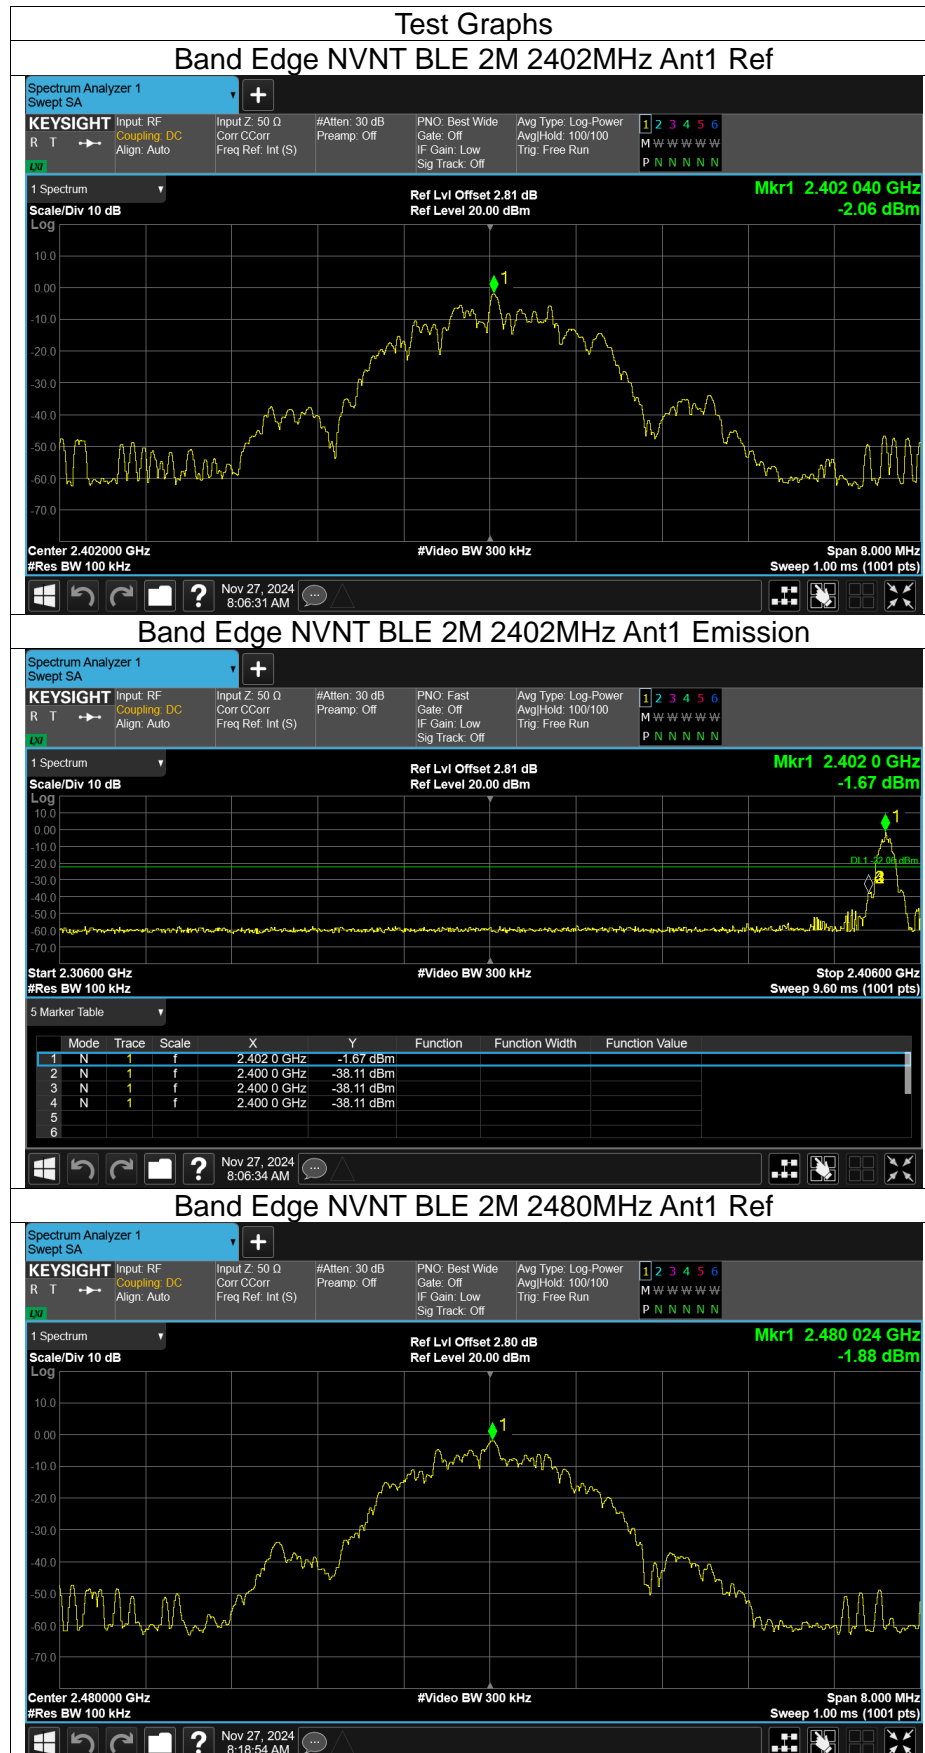 Test Graphs
Band Edge NVNT BLE 2M 2402MHz Ant1 Ref
Spectrum Analyzer 1
Swept SA
+
KEYSIGHT Input: RF Input Z: 50 Ω #Atten: 30 dB PNO: Best Wide Avg Type: Log-Power 1 2 3 4 5 6
R T Coupling: DC Corr CCorr Preamp: Off Gate: Off Avg|Hold: 100/100 M W W W W W
Align: Auto Freq Ref: Int (S) IF Gain: Low Trig: Free Run
LXI Sig Track: Off P N N N N N
1 Spectrum Ref Lvl Offset 2.81 dB Mkr1 2.402 040 GHz
Scale/Div 10 dB Ref Level 20.00 dBm -2.06 dBm
Log
10.0
1
0.00
-10.0
-20.0
-30.0
-40.0
-50.0
-60.0
-70.0
Center 2.402000 GHz #Video BW 300 kHz Span 8.000 MHz
#Res BW 100 kHz Sweep 1.00 ms (1001 pts)
? Nov 27, 2024
8:06:31 AM
Band Edge NVNT BLE 2M 2402MHz Ant1 Emission
Spectrum Analyzer 1
Swept SA
+
KEYSIGHT Input: RF Input Z: 50 Ω #Atten: 30 dB PNO: Fast Avg Type: Log-Power 1 2 3 4 5 6
R T Coupling: DC Corr CCorr Preamp: Off Gate: Off Avg|Hold: 100/100 M W W W W W
Align: Auto Freq Ref: Int (S) IF Gain: Low Trig: Free Run
LXI Sig Track: Off P N N N N N
1 Spectrum Ref Lvl Offset 2.81 dB Mkr1 2.402 0 GHz
Scale/Div 10 dB Ref Level 20.00 dBm -1.67 dBm
Log
10.0
1
0.00
-10.0
-20.0 DL1 -22.06 dBm
-30.0
-40.0
-50.0
-60.0
-70.0
Start 2.30600 GHz #Video BW 300 kHz Stop 2.40600 GHz
#Res BW 100 kHz Sweep 9.60 ms (1001 pts)
5 Marker Table
Mode Trace Scale X Y Function Function Width Function Value
1 N 1 f 2.402 0 GHz -1.67 dBm
2 N 1 f 2.400 0 GHz -38.11 dBm
3 N 1 f 2.400 0 GHz -38.11 dBm
4 N 1 f 2.400 0 GHz -38.11 dBm
5
6
? Nov 27, 2024
8:06:34 AM
Band Edge NVNT BLE 2M 2480MHz Ant1 Ref
Spectrum Analyzer 1
Swept SA
+
KEYSIGHT Input: RF Input Z: 50 Ω #Atten: 30 dB PNO: Best Wide Avg Type: Log-Power 1 2 3 4 5 6
R T Coupling: DC Corr CCorr Preamp: Off Gate: Off Avg|Hold: 100/100 M W W W W W
Align: Auto Freq Ref: Int (S) IF Gain: Low Trig: Free Run
LXI Sig Track: Off P N N N N N
1 Spectrum Ref Lvl Offset 2.80 dB Mkr1 2.480 024 GHz
Scale/Div 10 dB Ref Level 20.00 dBm -1.88 dBm
Log
10.0
1
0.00
-10.0
-20.0
-30.0
-40.0
-50.0
-60.0
-70.0
Center 2.480000 GHz #Video BW 300 kHz Span 8.000 MHz
#Res BW 100 kHz Sweep 1.00 ms (1001 pts)
? Nov 27, 2024
8:18:54 AM